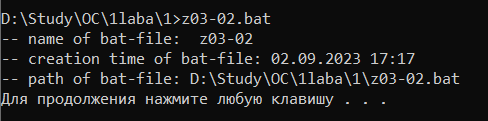 D:\Study\OC\1laba\1>z03-02.bat
-- name of bat-file:  z03-02
-- creation time of bat-file: 02.09.2023 17:17
-- path of bat-file: D:\Study\OC\1laba\1\z03-02.bat
Для продолжения нажмите любую клавишу . . .